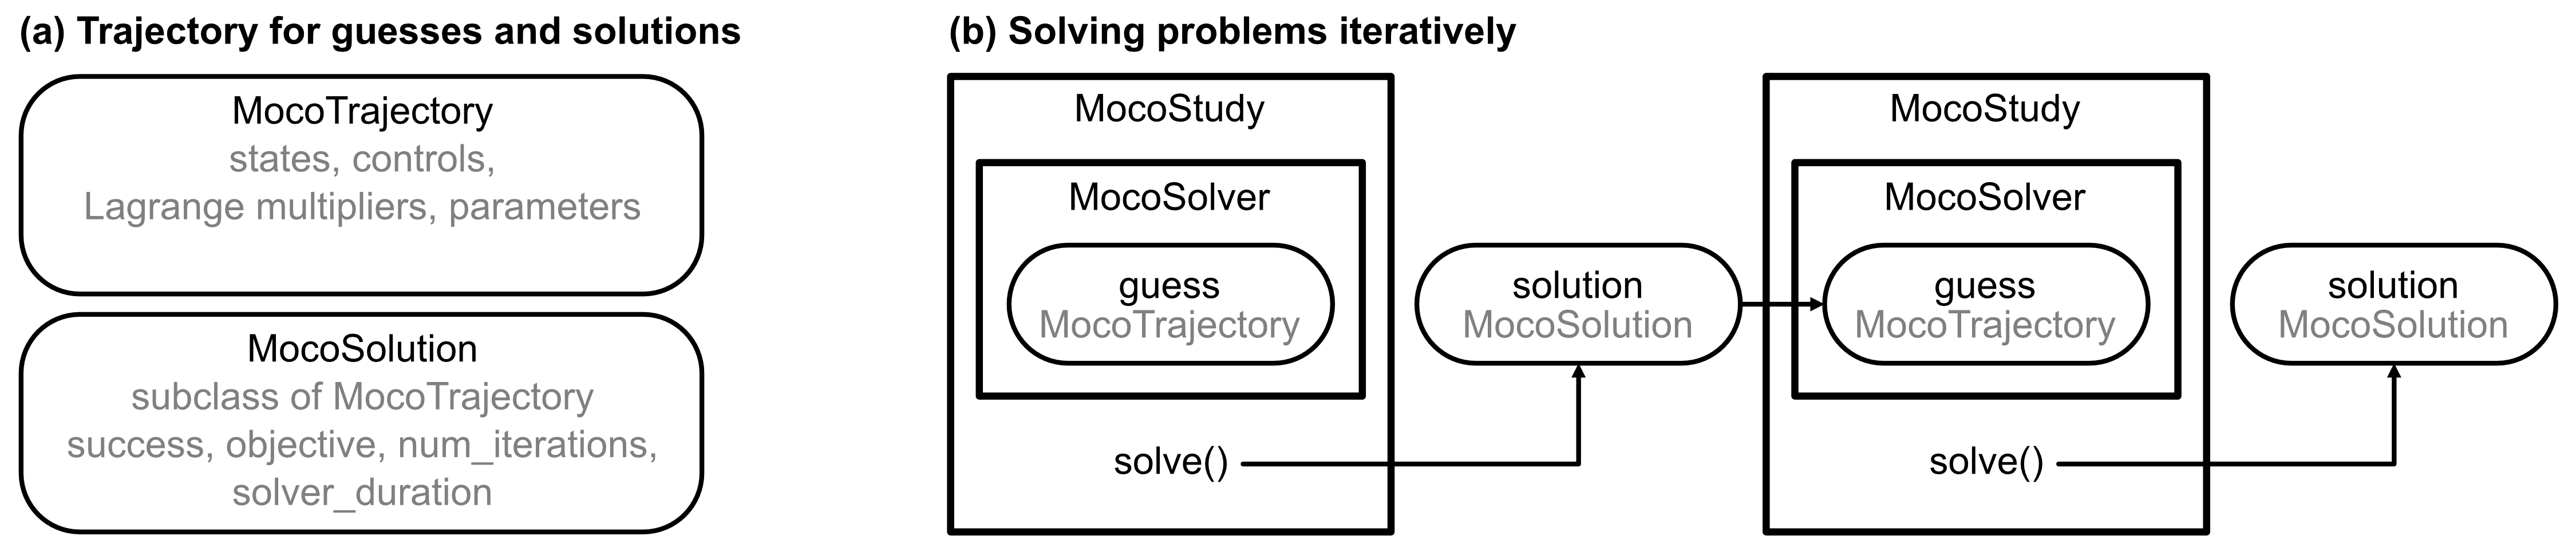 (a) Trajectory for guesses and solutions
MocoTrajectory
states, controls,
Lagrange multipliers, parameters
MocoSolution
subclass of MocoTrajectory
success, objective, num_iterations,
solver_duration
(b) Solving problems iteratively
MocoStudy
MocoSolver
guess
MocoTrajectory
solve()
solution
MocoSolution
MocoStudy
MocoSolver
guess
MocoTrajectory
solve()
solution
MocoSolution